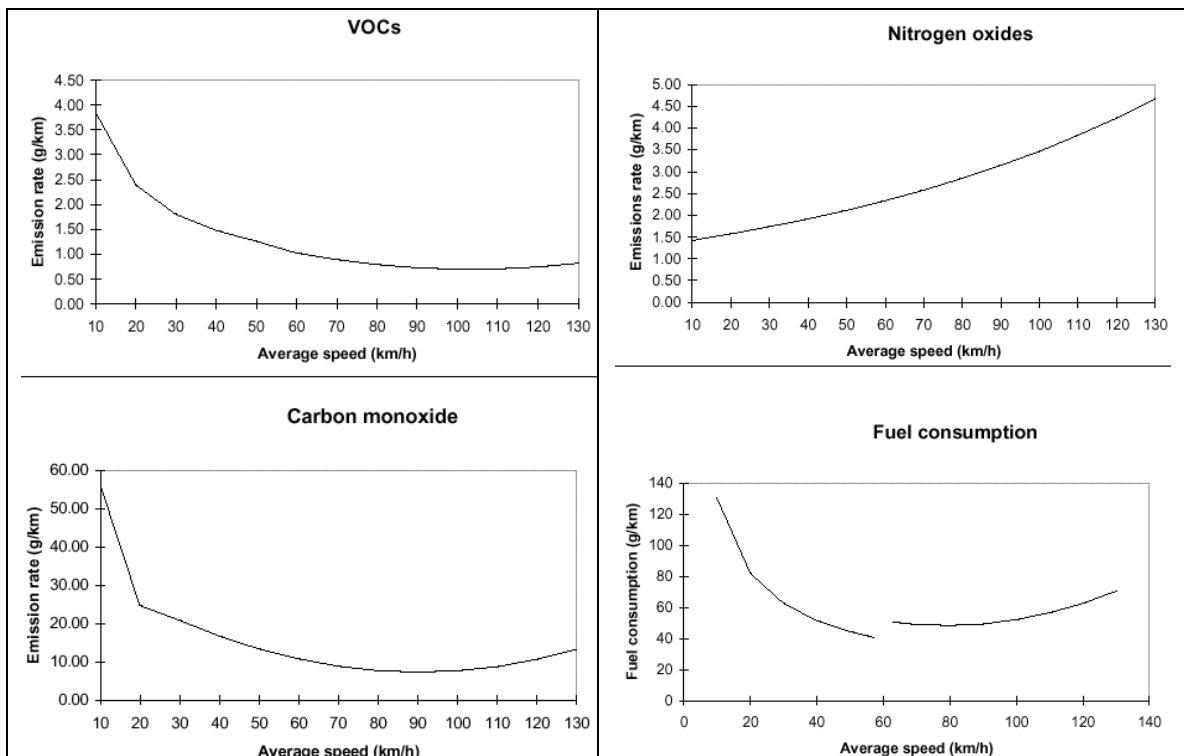 VOCs
Emission rate (g/km)
4.50
4.00
3.50
3.00
2.50
2.00
1.50
1.00
0.50
0.00
10 20 30 40 50 60 70 80 90 100 110 120 130
Average speed (km/h)
Nitrogen oxides
Emissions rate (g/km)
5.00
4.50
4.00
3.50
3.00
2.50
2.00
1.50
1.00
0.50
0.00
10 20 30 40 50 60 70 80 90 100 110 120 130
Average speed (km/h)
Carbon monoxide
Emission rate (g/km)
60.00
50.00
40.00
30.00
20.00
10.00
0.00
10 20 30 40 50 60 70 80 90 100 110 120 130
Average speed (km/h)
Fuel consumption
Fuel consumption (g/km)
140
120
100
80
60
40
20
0
0 20 40 60 80 100 120 140
Average speed (km/h)